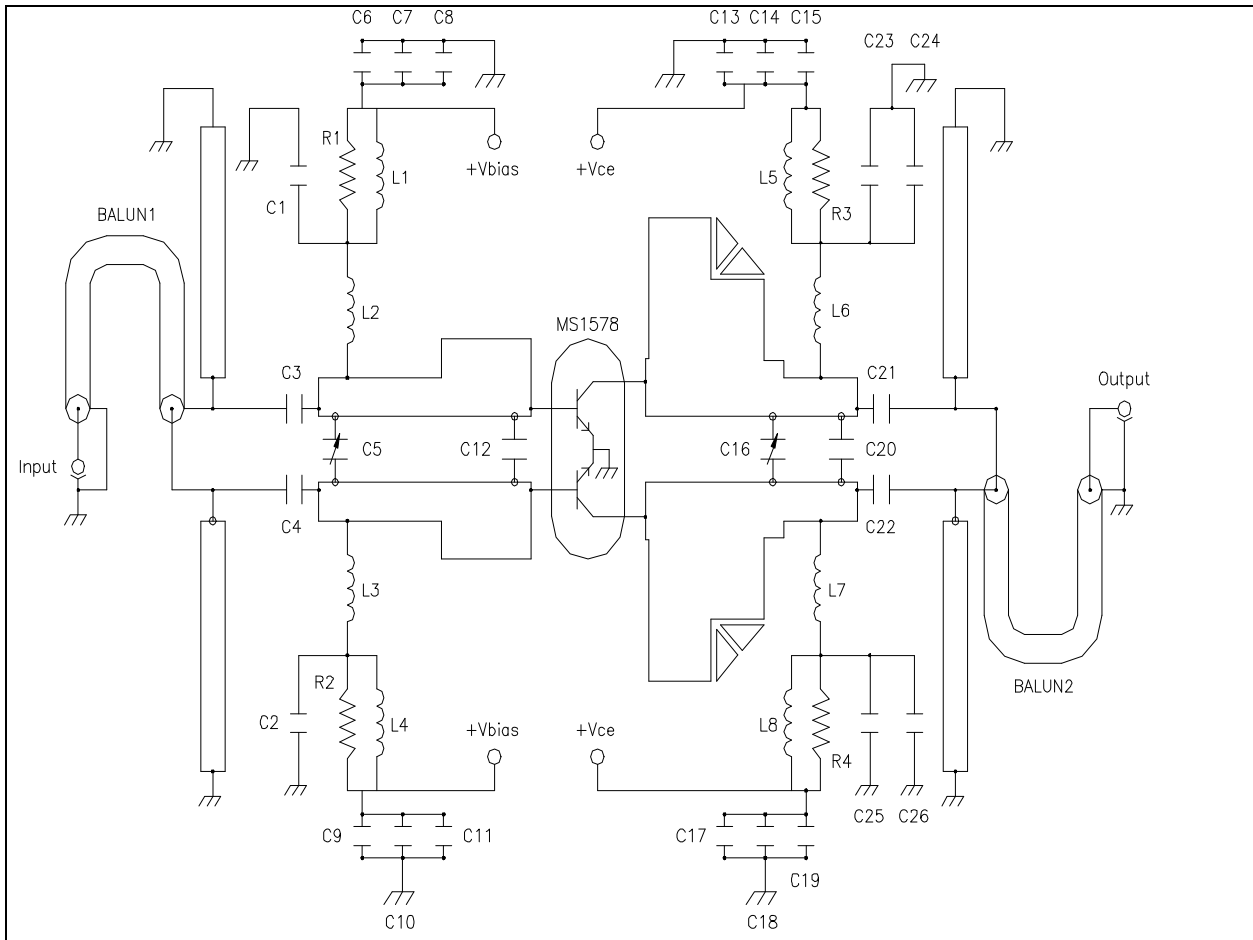 C6 C7 C8
C13 C14 C15
C23 C24
R1
L1
+Vbias
+Vce
L5
R3
C1
BALUN1
L2
MS1578
L6
C3
C21
Output
C5
C12
C16
C20
Input
C4
C22
L3
L7
R2
C2
L4
+Vbias
+Vce
L8
R4
BALUN2
C25 C26
C9
C11
C17
C19
C10
C18